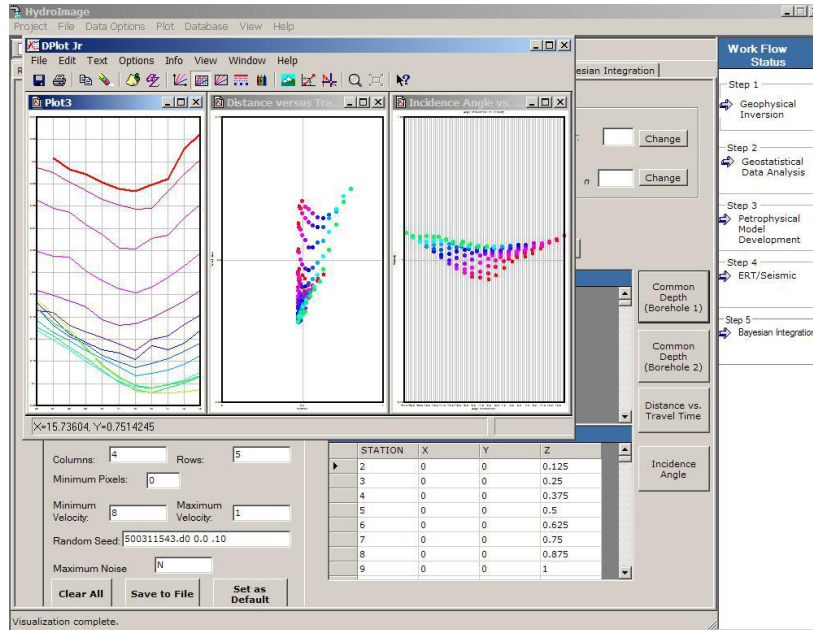 HydroImage
Project File Data Options Plot Database View Help
DPlot Jr
File Edit Text Options Info View Window Help
Plot3
Distance versus Tra...
Incidence Angle vs. ...
esian Integration
Change
n Change
Work Flow Status
Step 1
Geophysical Inversion
Step 2
Geostatistical Data Analysis
Step 3
Petrophysical Model Development
Step 4
ERT/Seismic
Step 5
Bayesian Integration
Common Depth (Borehole 1)
Common Depth (Borehole 2)
Distance vs. Travel Time
Incidence Angle
X=15.73604, Y=0.7514245
Columns: 4 Rows: 5
Minimum Pixels: 0
Minimum Velocity: 8 Maximum Velocity: 1
Random Seed: 500311543.d0 0.0 .10
Maximum Noise N
Clear All Save to File Set as Default
STATION X Y Z
2 0 0 0.125
3 0 0 0.25
4 0 0 0.375
5 0 0 0.5
6 0 0 0.625
7 0 0 0.75
8 0 0 0.875
9 0 0 1
Visualization complete.